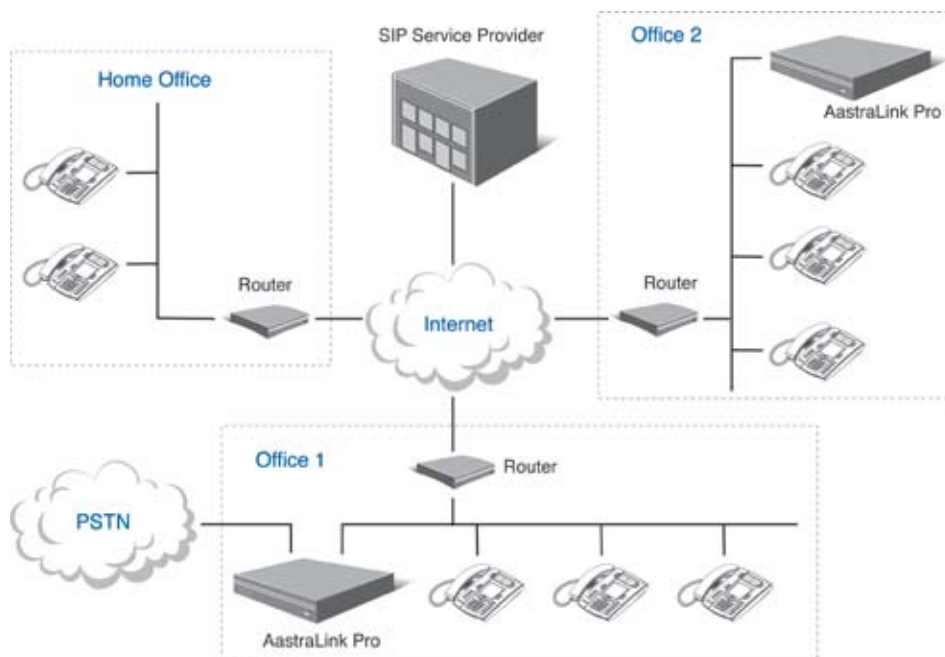 SIP Service Provider
Office 2
Home Office
AastraLink Pro
Router
Router
Internet
Office 1
Router
PSTN
AastraLink Pro